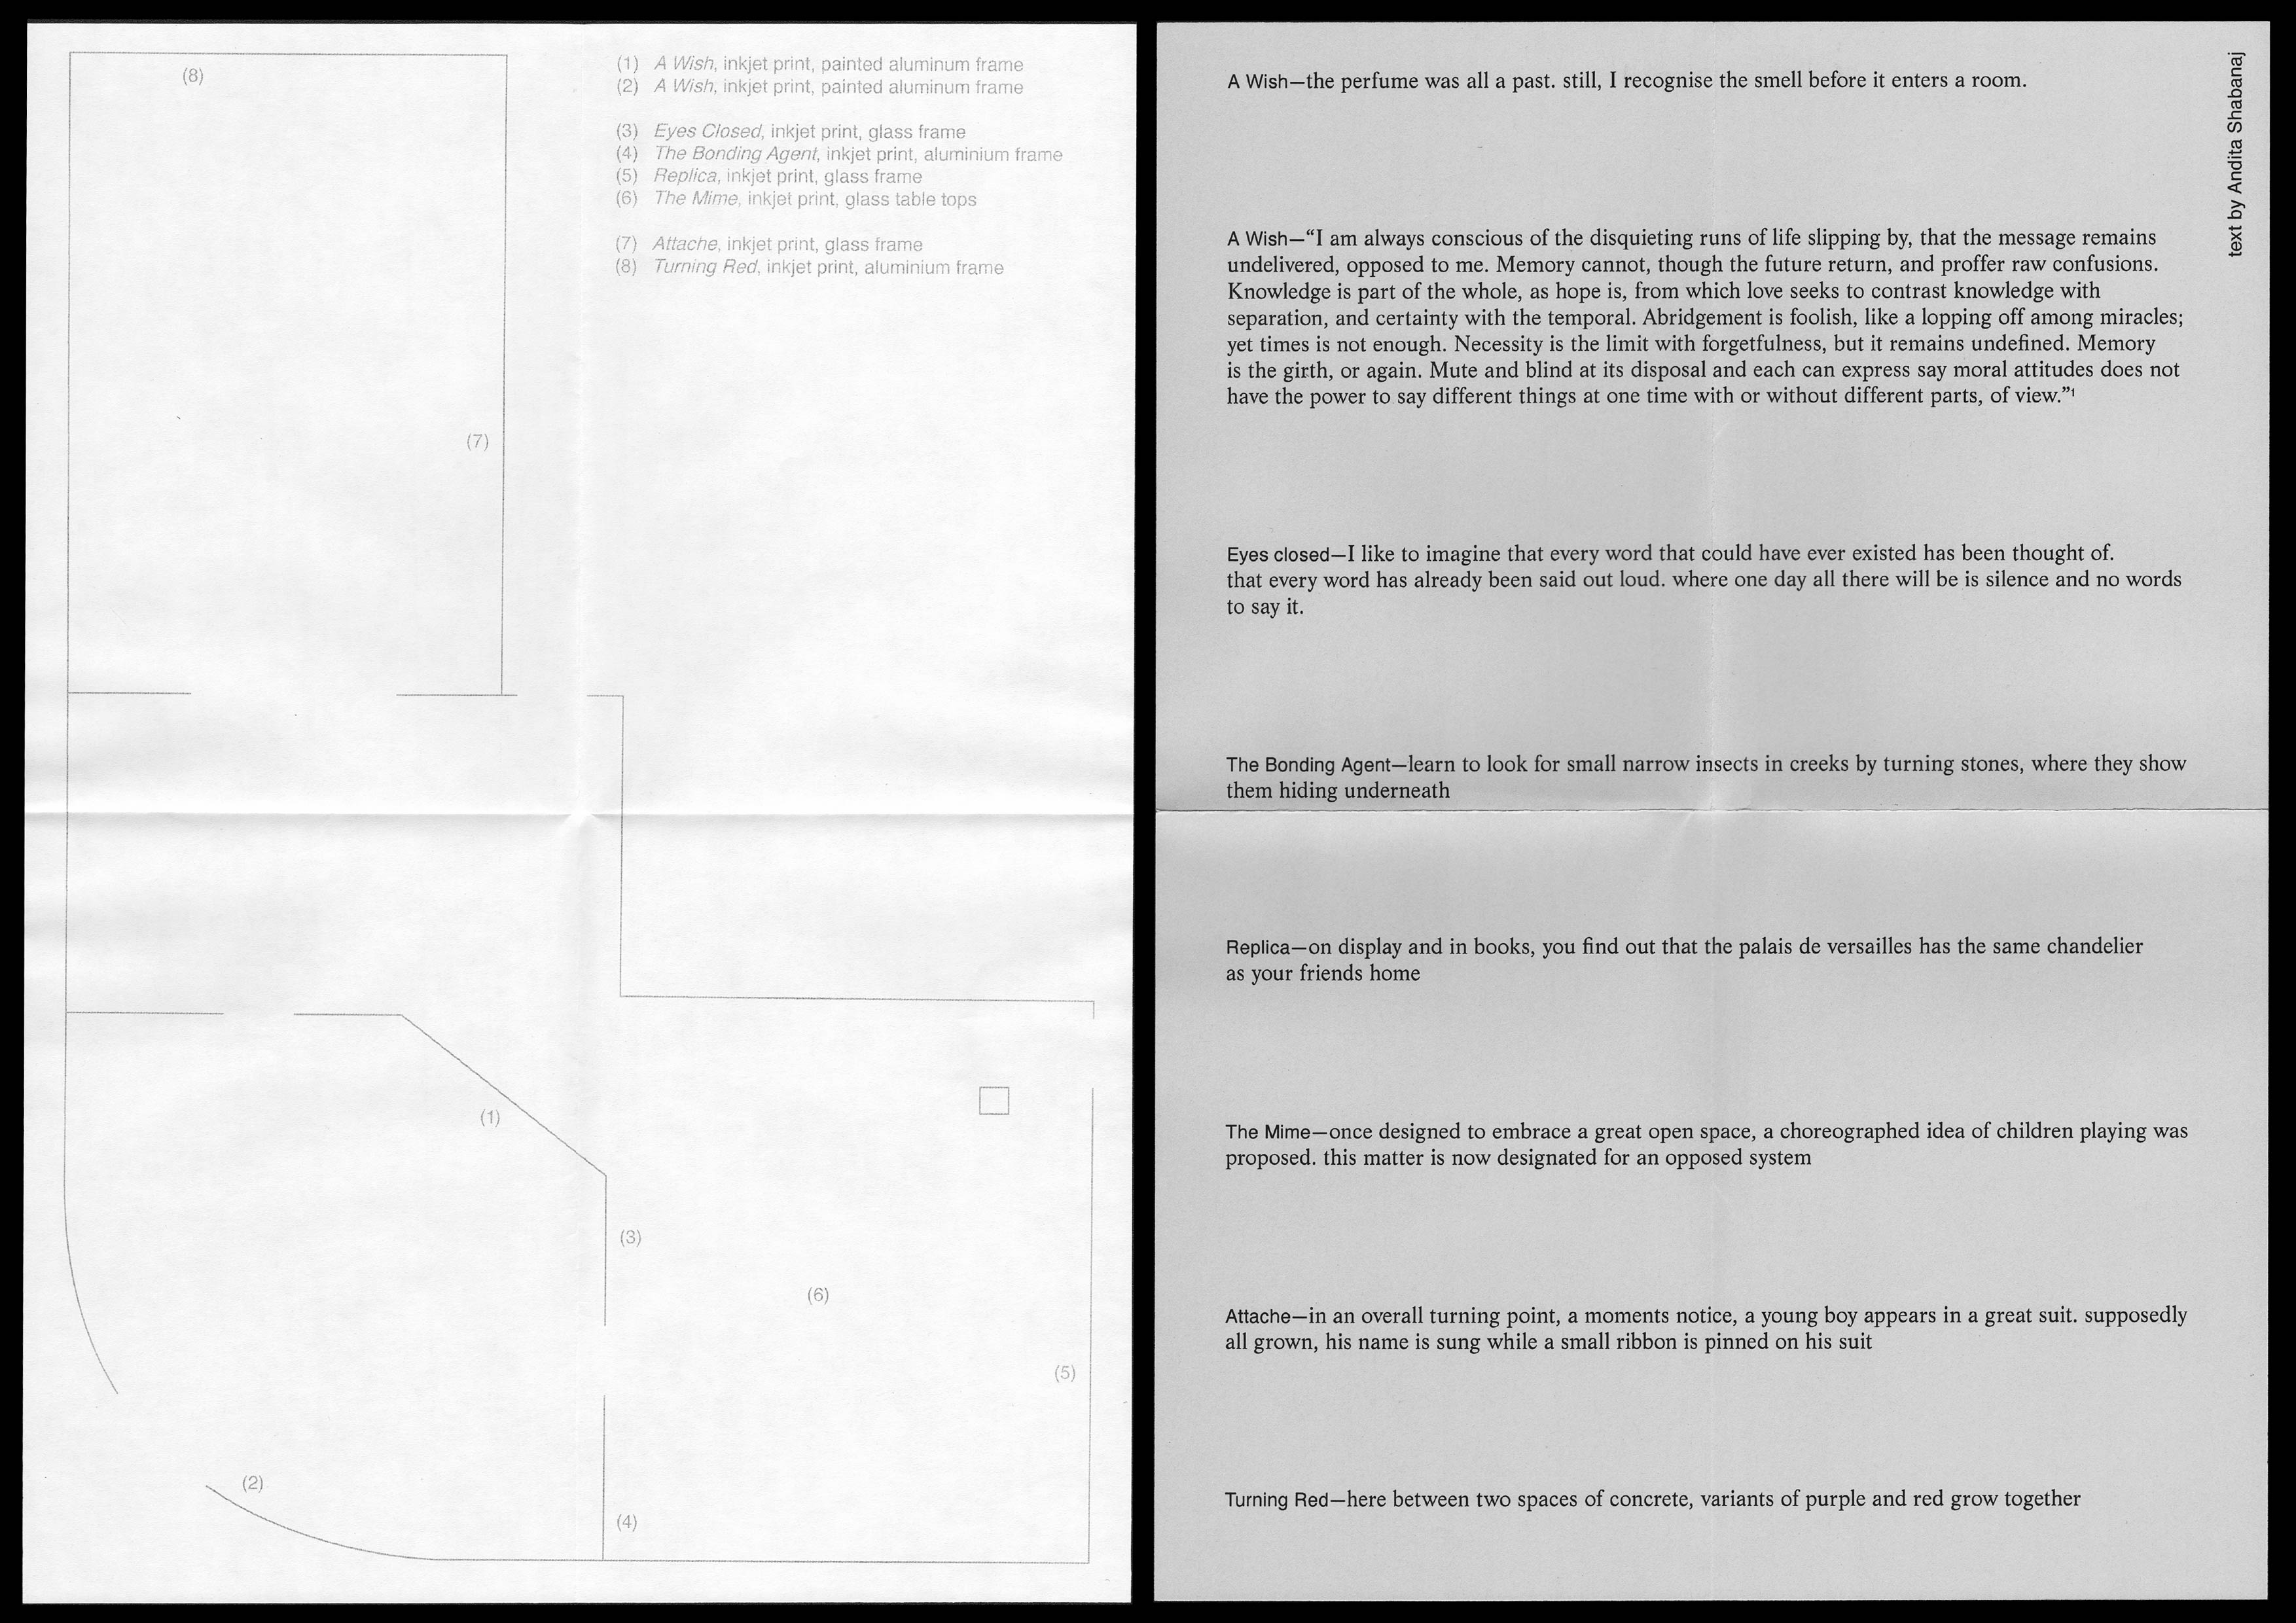 (8)
(1) A Wish, inkjet print, painted aluminum frame
(2) A Wish, inkjet print, painted aluminum frame
(3) Eyes Closed, inkjet print, glass frame
(4) The Bonding Agent, inkjet print, aluminium frame
(5) Replica, inkjet print, glass frame
(6) The Mime, inkjet print, glass table tops
(7) Attache, inkjet print, glass frame
(8) Turning Red, inkjet print, aluminium frame
(7)
(1)
(3)
(6)
(5)
(2)
(4)
text by Andita Shabanaj
A Wish—the perfume was all a past. still, I recognise the smell before it enters a room.
A Wish—“I am always conscious of the disquieting runs of life slipping by, that the message remains
undelivered, opposed to me. Memory cannot, though the future return, and proffer raw confusions.
Knowledge is part of the whole, as hope is, from which love seeks to contrast knowledge with
separation, and certainty with the temporal. Abridgement is foolish, like a lopping off among miracles;
yet times is not enough. Necessity is the limit with forgetfulness, but it remains undefined. Memory
is the girth, or again. Mute and blind at its disposal and each can express say moral attitudes does not
have the power to say different things at one time with or without different parts, of view.”¹
Eyes closed—I like to imagine that every word that could have ever existed has been thought of.
that every word has already been said out loud. where one day all there will be is silence and no words
to say it.
The Bonding Agent—learn to look for small narrow insects in creeks by turning stones, where they show
them hiding underneath
Replica—on display and in books, you find out that the palais de versailles has the same chandelier
as your friends home
The Mime—once designed to embrace a great open space, a choreographed idea of children playing was
proposed. this matter is now designated for an opposed system
Attache—in an overall turning point, a moments notice, a young boy appears in a great suit. supposedly
all grown, his name is sung while a small ribbon is pinned on his suit
Turning Red—here between two spaces of concrete, variants of purple and red grow together